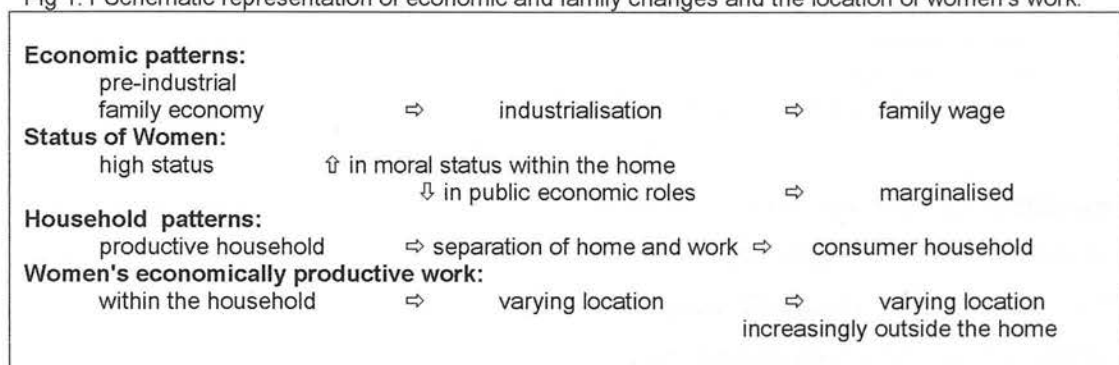 Fig 1.1 Schematic representation of economic and family changes and the location of women's work.
Economic patterns:
pre-industrial
family economy ⇨ industrialisation ⇨ family wage
Status of Women:
high status ⇧ in moral status within the home
⇩ in public economic roles ⇨ marginalised
Household patterns:
productive household ⇨ separation of home and work ⇨ consumer household
Women's economically productive work:
within the household ⇨ varying location ⇨ varying location
increasingly outside the home